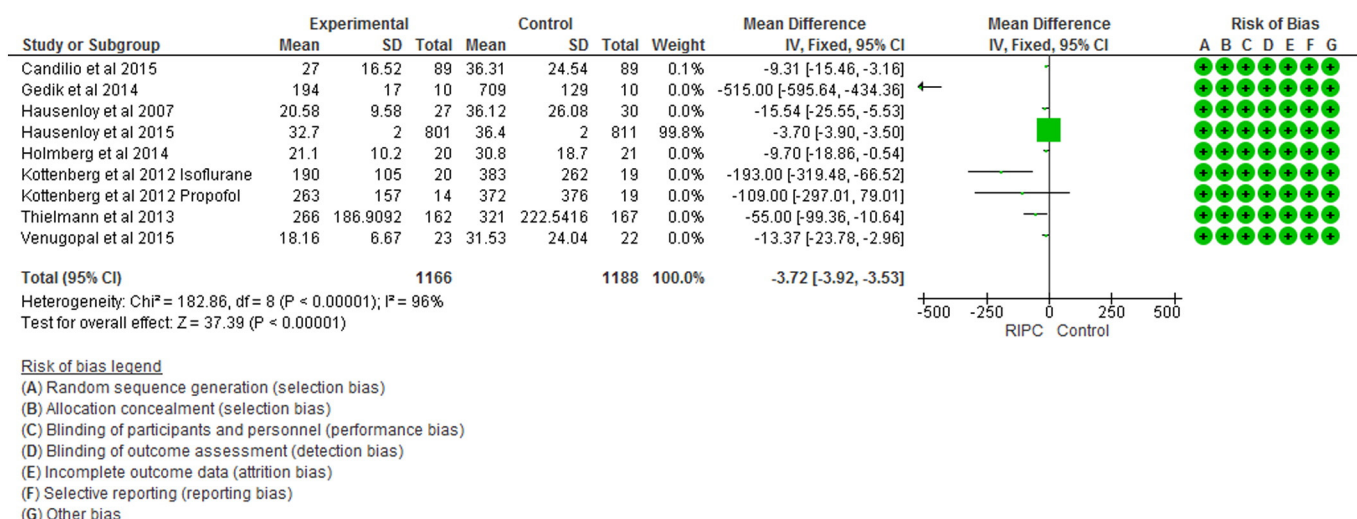 Experimental Control Mean Difference Mean Difference Risk of Bias
Study or Subgroup Mean SD Total Mean SD Total Weight IV, Fixed, 95% CI IV, Fixed, 95% CI A B C D E F G
Candilio et al 2015 27 16.52 89 36.31 24.54 89 0.1% -9.31 [-15.46, -3.16]
Gedik et al 2014 194 17 10 709 129 10 0.0% -515.00 [-595.64, -434.36]
Hausenloy et al 2007 20.58 9.58 27 36.12 26.08 30 0.0% -15.54 [-25.55, -5.53]
Hausenloy et al 2015 32.7 2 801 36.4 2 811 99.8% -3.70 [-3.90, -3.50]
Holmberg et al 2014 21.1 10.2 20 30.8 18.7 21 0.0% -9.70 [-18.86, -0.54]
Kottenberg et al 2012 Isoflurane 190 105 20 383 262 19 0.0% -193.00 [-319.48, -66.52]
Kottenberg et al 2012 Propofol 263 157 14 372 376 19 0.0% -109.00 [-297.01, 79.01]
Thielmann et al 2013 266 186.9092 162 321 222.5416 167 0.0% -55.00 [-99.36, -10.64]
Venugopal et al 2015 18.16 6.67 23 31.53 24.04 22 0.0% -13.37 [-23.78, -2.96]
Total (95% CI) 1166 1188 100.0% -3.72 [-3.92, -3.53]
Heterogeneity: Chi² = 182.86, df = 8 (P < 0.00001); I² = 96%
Test for overall effect: Z = 37.39 (P < 0.00001)
-500 -250 0 250 500
RIPC Control
Risk of bias legend
(A) Random sequence generation (selection bias)
(B) Allocation concealment (selection bias)
(C) Blinding of participants and personnel (performance bias)
(D) Blinding of outcome assessment (detection bias)
(E) Incomplete outcome data (attrition bias)
(F) Selective reporting (reporting bias)
(G) Other bias